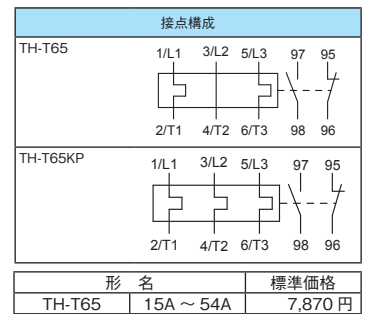 接点構成
TH-T65
1/L1 3/L2 5/L3 97 95
2/T1 4/T2 6/T3 98 96
TH-T65KP
1/L1 3/L2 5/L3 97 95
2/T1 4/T2 6/T3 98 96
形 名 標準価格
TH-T65 15A ~ 54A 7,870 円